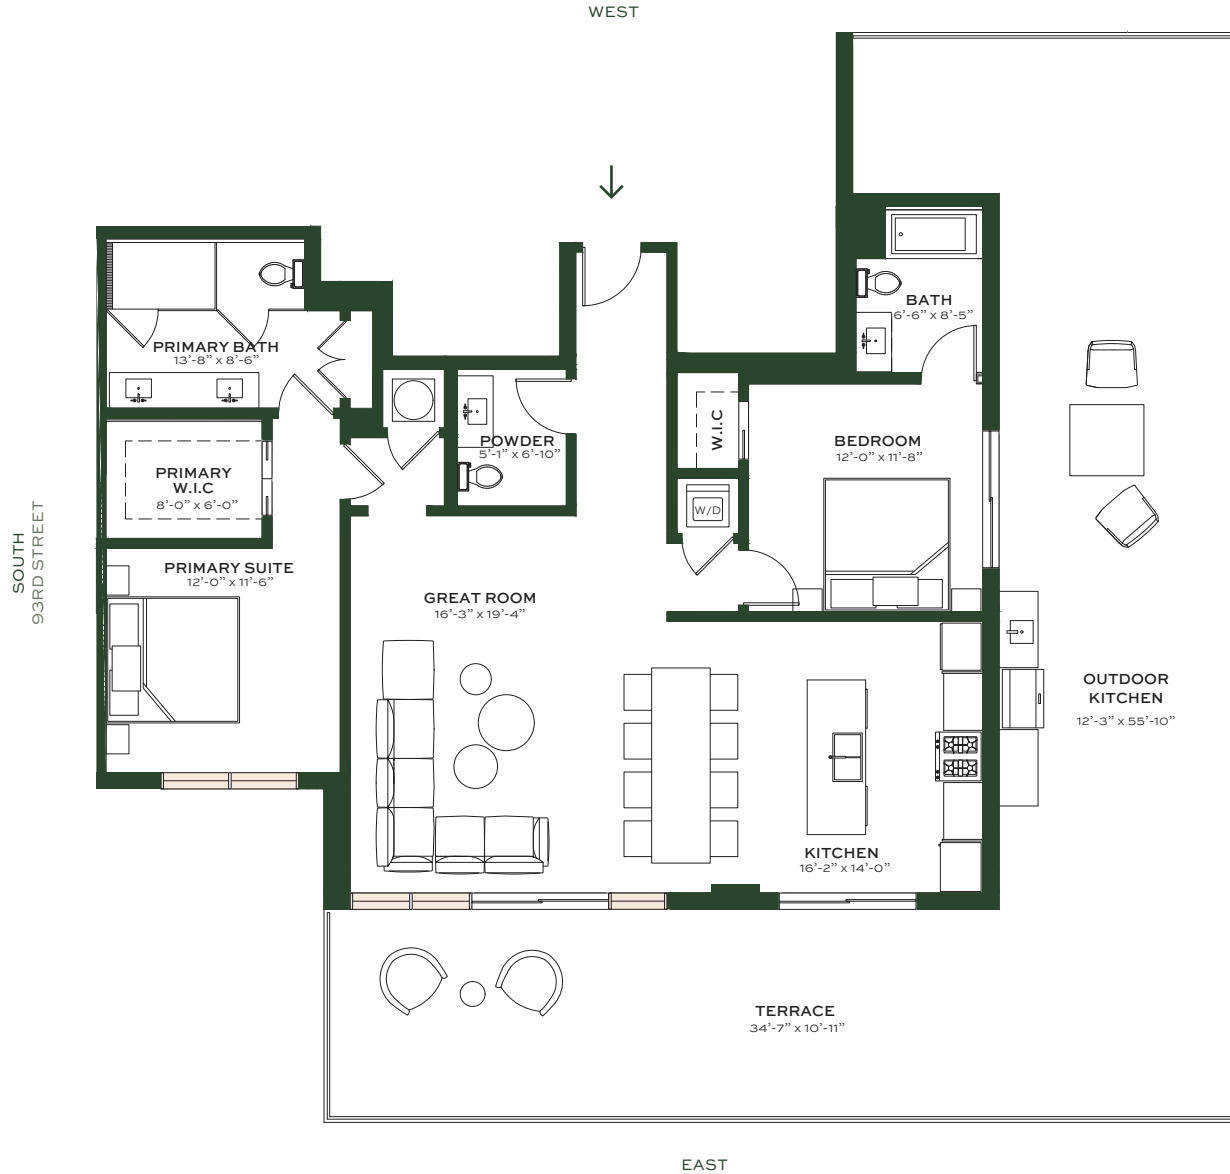 WEST
BATH
6'-6" x 8'-5"
PRIMARY BATH
13'-8" x 8'-6"
W.I.C
POWDER
5'-1" x 6'-10"
BEDROOM
12'-0" x 11'-8"
PRIMARY
W.I.C
8'-0" x 6'-0"
W/D
SOUTH
93RD STREET
PRIMARY SUITE
12'-0" x 11'-6"
GREAT ROOM
16'-3" x 19'-4"
OUTDOOR
KITCHEN
12'-3" x 55'-10"
KITCHEN
16'-2" x 14'-0"
TERRACE
34'-7" x 10'-11"
EAST